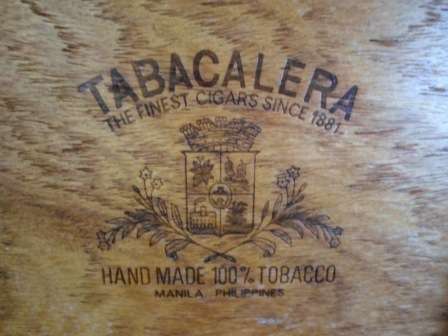 TABACALERA
THE FINEST CIGARS SINCE 1881
HAND MADE 100% TOBACCO
MANILA PHILIPPINES